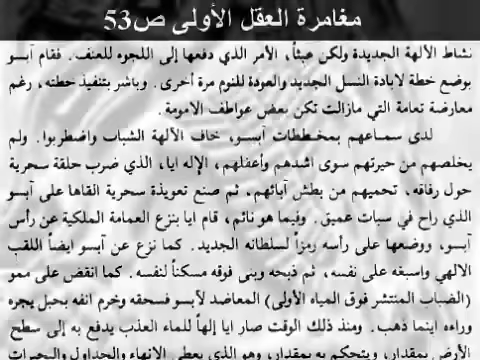 مغامرة العقل الأولى ص53
نشاط الآلهة الجديدة ولكن عبثاً، الأمر الذي دفعها إلى اللجوء للعنف. فقام آبسو
بوضع خطة لابادة النسل الجديد والعودة للنوم مرة أخرى. وباشر بتنفيذ خطته، رغم
معارضة تعامة التي مازالت تكن بعض عواطف الامومة.
لدى سماعهم بمخططات آبسو، خاف الآلهة الشباب واضطربوا. ولم
يخلصهم من حيرتهم سوى اشدهم وأعقلهم، الإله ايا، الذي ضرب حلقة سحرية
حول رفاقه، تحميهم من بطش آبائهم، ثم صنع تعويذة سحرية القاها على آبسو
الذي راح في سبات عميق. وفيما هو نائم، قام ايا بنزع العمامة الملكية عن رأس
آبسو، ووضعها على رأسه رمزاً لسلطانه الجديد. كما نزع عن آبسو ايضاً اللقب
الالهي واسبغه على نفسه، ثم ذبحه وبنى فوقه مسكناً لنفسه. كما انقض على ممو
(الضباب المنتشر فوق المياه الأولى) المعاضد لآبسو فسحقه وخرم انفه بحبل يجره
وراءه اينما ذهب. ومنذ ذلك الوقت صار ايا إلهاً للماء العذب يدفع به إلى سطح
الأرض بمقدار، ويتحكم به بمقدار، وهو الذي يعطي الانهار والجداول والبحيرات